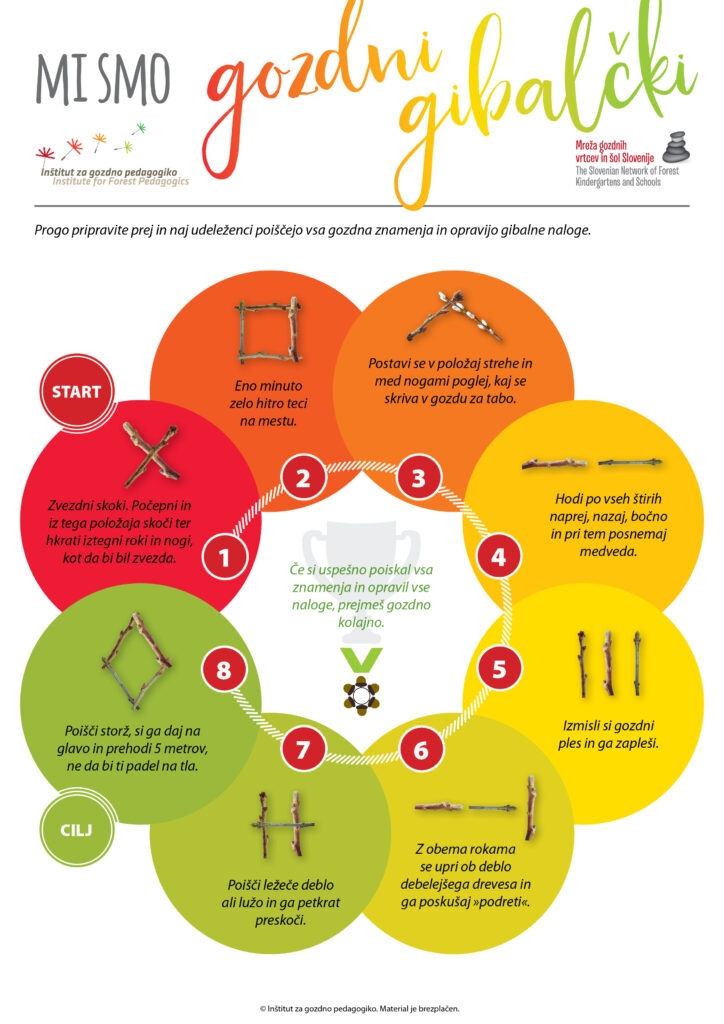 MI SMO gozdni
gibalčki
Inštitut za gozdno pedagogiko
Institute for Forest Pedagogics
Mreža gozdnih
vrtcev in šol Slovenije
The Slovenian Network of Forest
Kindergartens and Schools
Progo pripravite prej in naj udeleženci poiščejo vsa gozdna znamenja in opravijo gibalne naloge.
START
Zvezdni skoki. Počepni in
iz tega položaja skoči ter
hkrati iztegni roki in nogi,
kot da bi bil zvezda.
1
Eno minuto
zelo hitro teci
na mestu.
2
Postavi se v položaj strehe in
med nogami poglej, kaj se
skriva v gozdu za tabo.
3
Hodi po vseh štirih
naprej, nazaj, bočno
in pri tem posnemaj
medveda.
4
Izmisli si gozdni
ples in ga zapleši.
5
Z obema rokama
se upri ob deblo
debelejšega drevesa in
ga poskušaj »podreti«.
6
Poišči ležeče deblo
ali lužo in ga petkrat
preskoči.
7
Poišči storž, si ga daj na
glavo in prehodi 5 metrov,
ne da bi ti padel na tla.
8
CILJ
Če si uspešno poiskal vsa
znamenja in opravil vse
naloge, prejmeš gozdno
kolajno.
© Inštitut za gozdno pedagogiko. Material je brezplačen.